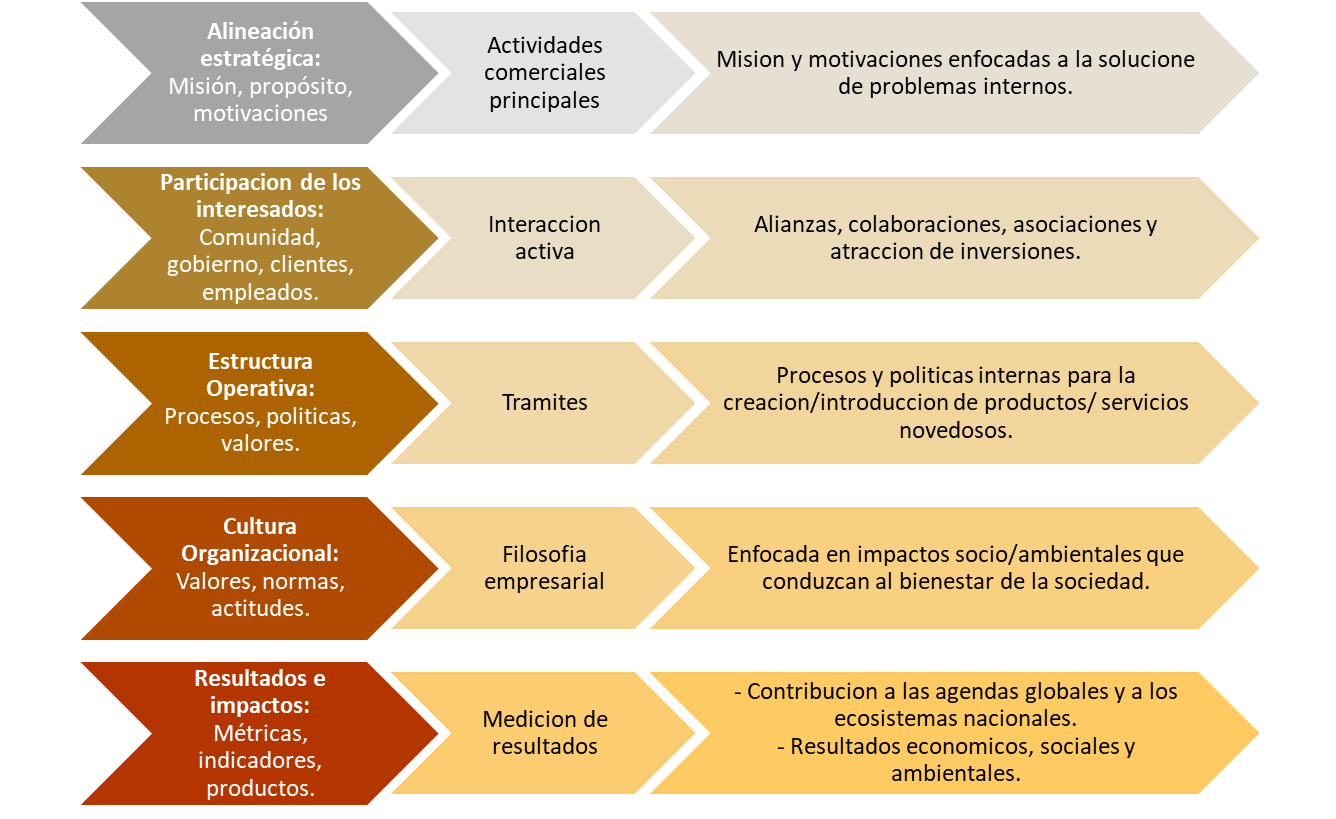 Alineación
estratégica:
Misión, propósito,
motivaciones
Actividades
comerciales
principales
Mision y motivaciones enfocadas a la solucione
de problemas internos.
Participacion de los
interesados:
Comunidad,
gobierno, clientes,
empleados.
Interaccion
activa
Alianzas, colaboraciones, asociaciones y
atraccion de inversiones.
Estructura
Operativa:
Procesos, politicas,
valores.
Tramites
Procesos y politicas internas para la
creacion/introduccion de productos/ servicios
novedosos.
Cultura
Organizacional:
Valores, normas,
actitudes.
Filosofia
empresarial
Enfocada en impactos socio/ambientales que
conduzcan al bienestar de la sociedad.
Resultados e
impactos:
Métricas,
indicadores,
productos.
Medicion de
resultados
- Contribucion a las agendas globales y a los
ecosistemas nacionales.
- Resultados economicos, sociales y
ambientales.